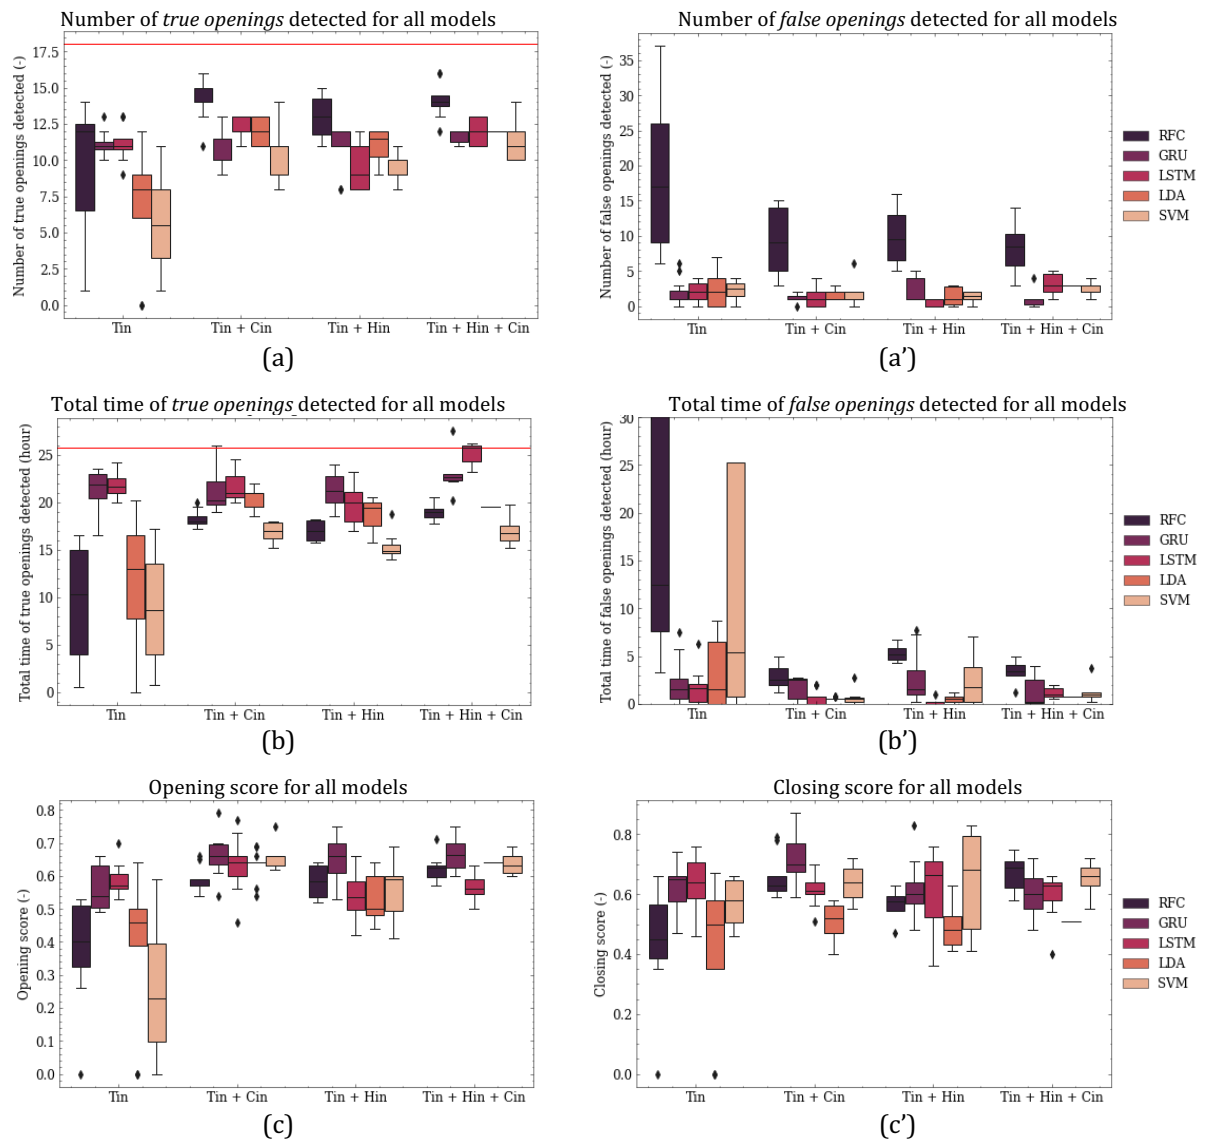 Number of true openings detected for all models
Number of true openings detected (-)
17.5
15.0
12.5
10.0
7.5
5.0
2.5
0.0
Tin
Tin + Cin
Tin + Hin
Tin + Hin + Cin
(a)
Number of false openings detected for all models
Number of false openings detected (-)
35
30
25
20
15
10
5
0
Tin
Tin + Cin
Tin + Hin
Tin + Hin + Cin
RFC
GRU
LSTM
LDA
SVM
(a’)
Total time of true openings detected for all models
Total time of true openings detected (hour)
25
20
15
10
5
0
Tin
Tin + Cin
Tin + Hin
Tin + Hin + Cin
(b)
Total time of false openings detected for all models
Total time of false openings detected (hour)
30
25
20
15
10
5
0
Tin
Tin + Cin
Tin + Hin
Tin + Hin + Cin
RFC
GRU
LSTM
LDA
SVM
(b’)
Opening score for all models
Opening score (-)
0.8
0.7
0.6
0.5
0.4
0.3
0.2
0.1
0.0
Tin
Tin + Cin
Tin + Hin
Tin + Hin + Cin
(c)
Closing score for all models
Closing score (-)
0.8
0.6
0.4
0.2
0.0
Tin
Tin + Cin
Tin + Hin
Tin + Hin + Cin
RFC
GRU
LSTM
LDA
SVM
(c’)